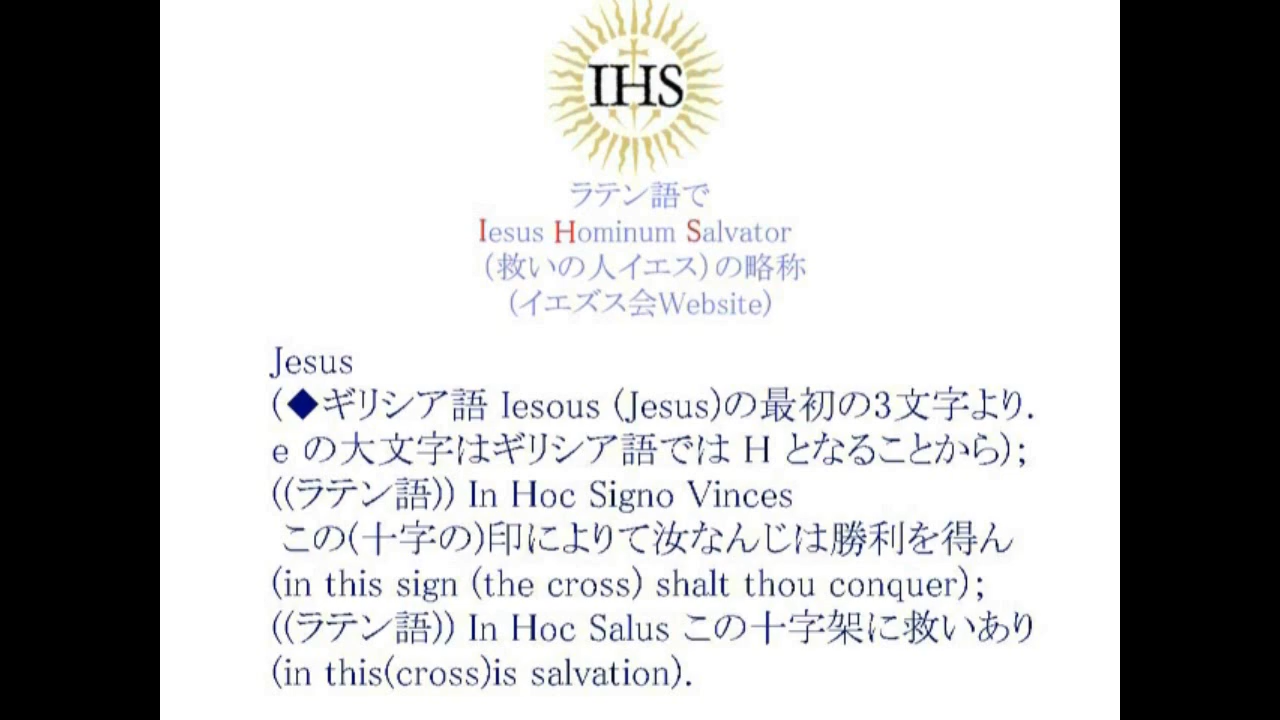 IHS
ラテン語で
Iesus Hominum Salvator
(救いの人イエス)の略称
(イエズス会Website)
Jesus
(◆ギリシア語 Iesous (Jesus)の最初の3文字より.
e の大文字はギリシア語では H となることから);
((ラテン語)) In Hoc Signo Vinces
この(十字の)印によりて汝なんじは勝利を得ん
(in this sign (the cross) shalt thou conquer);
((ラテン語)) In Hoc Salus この十字架に救いあり
(in this(cross)is salvation).